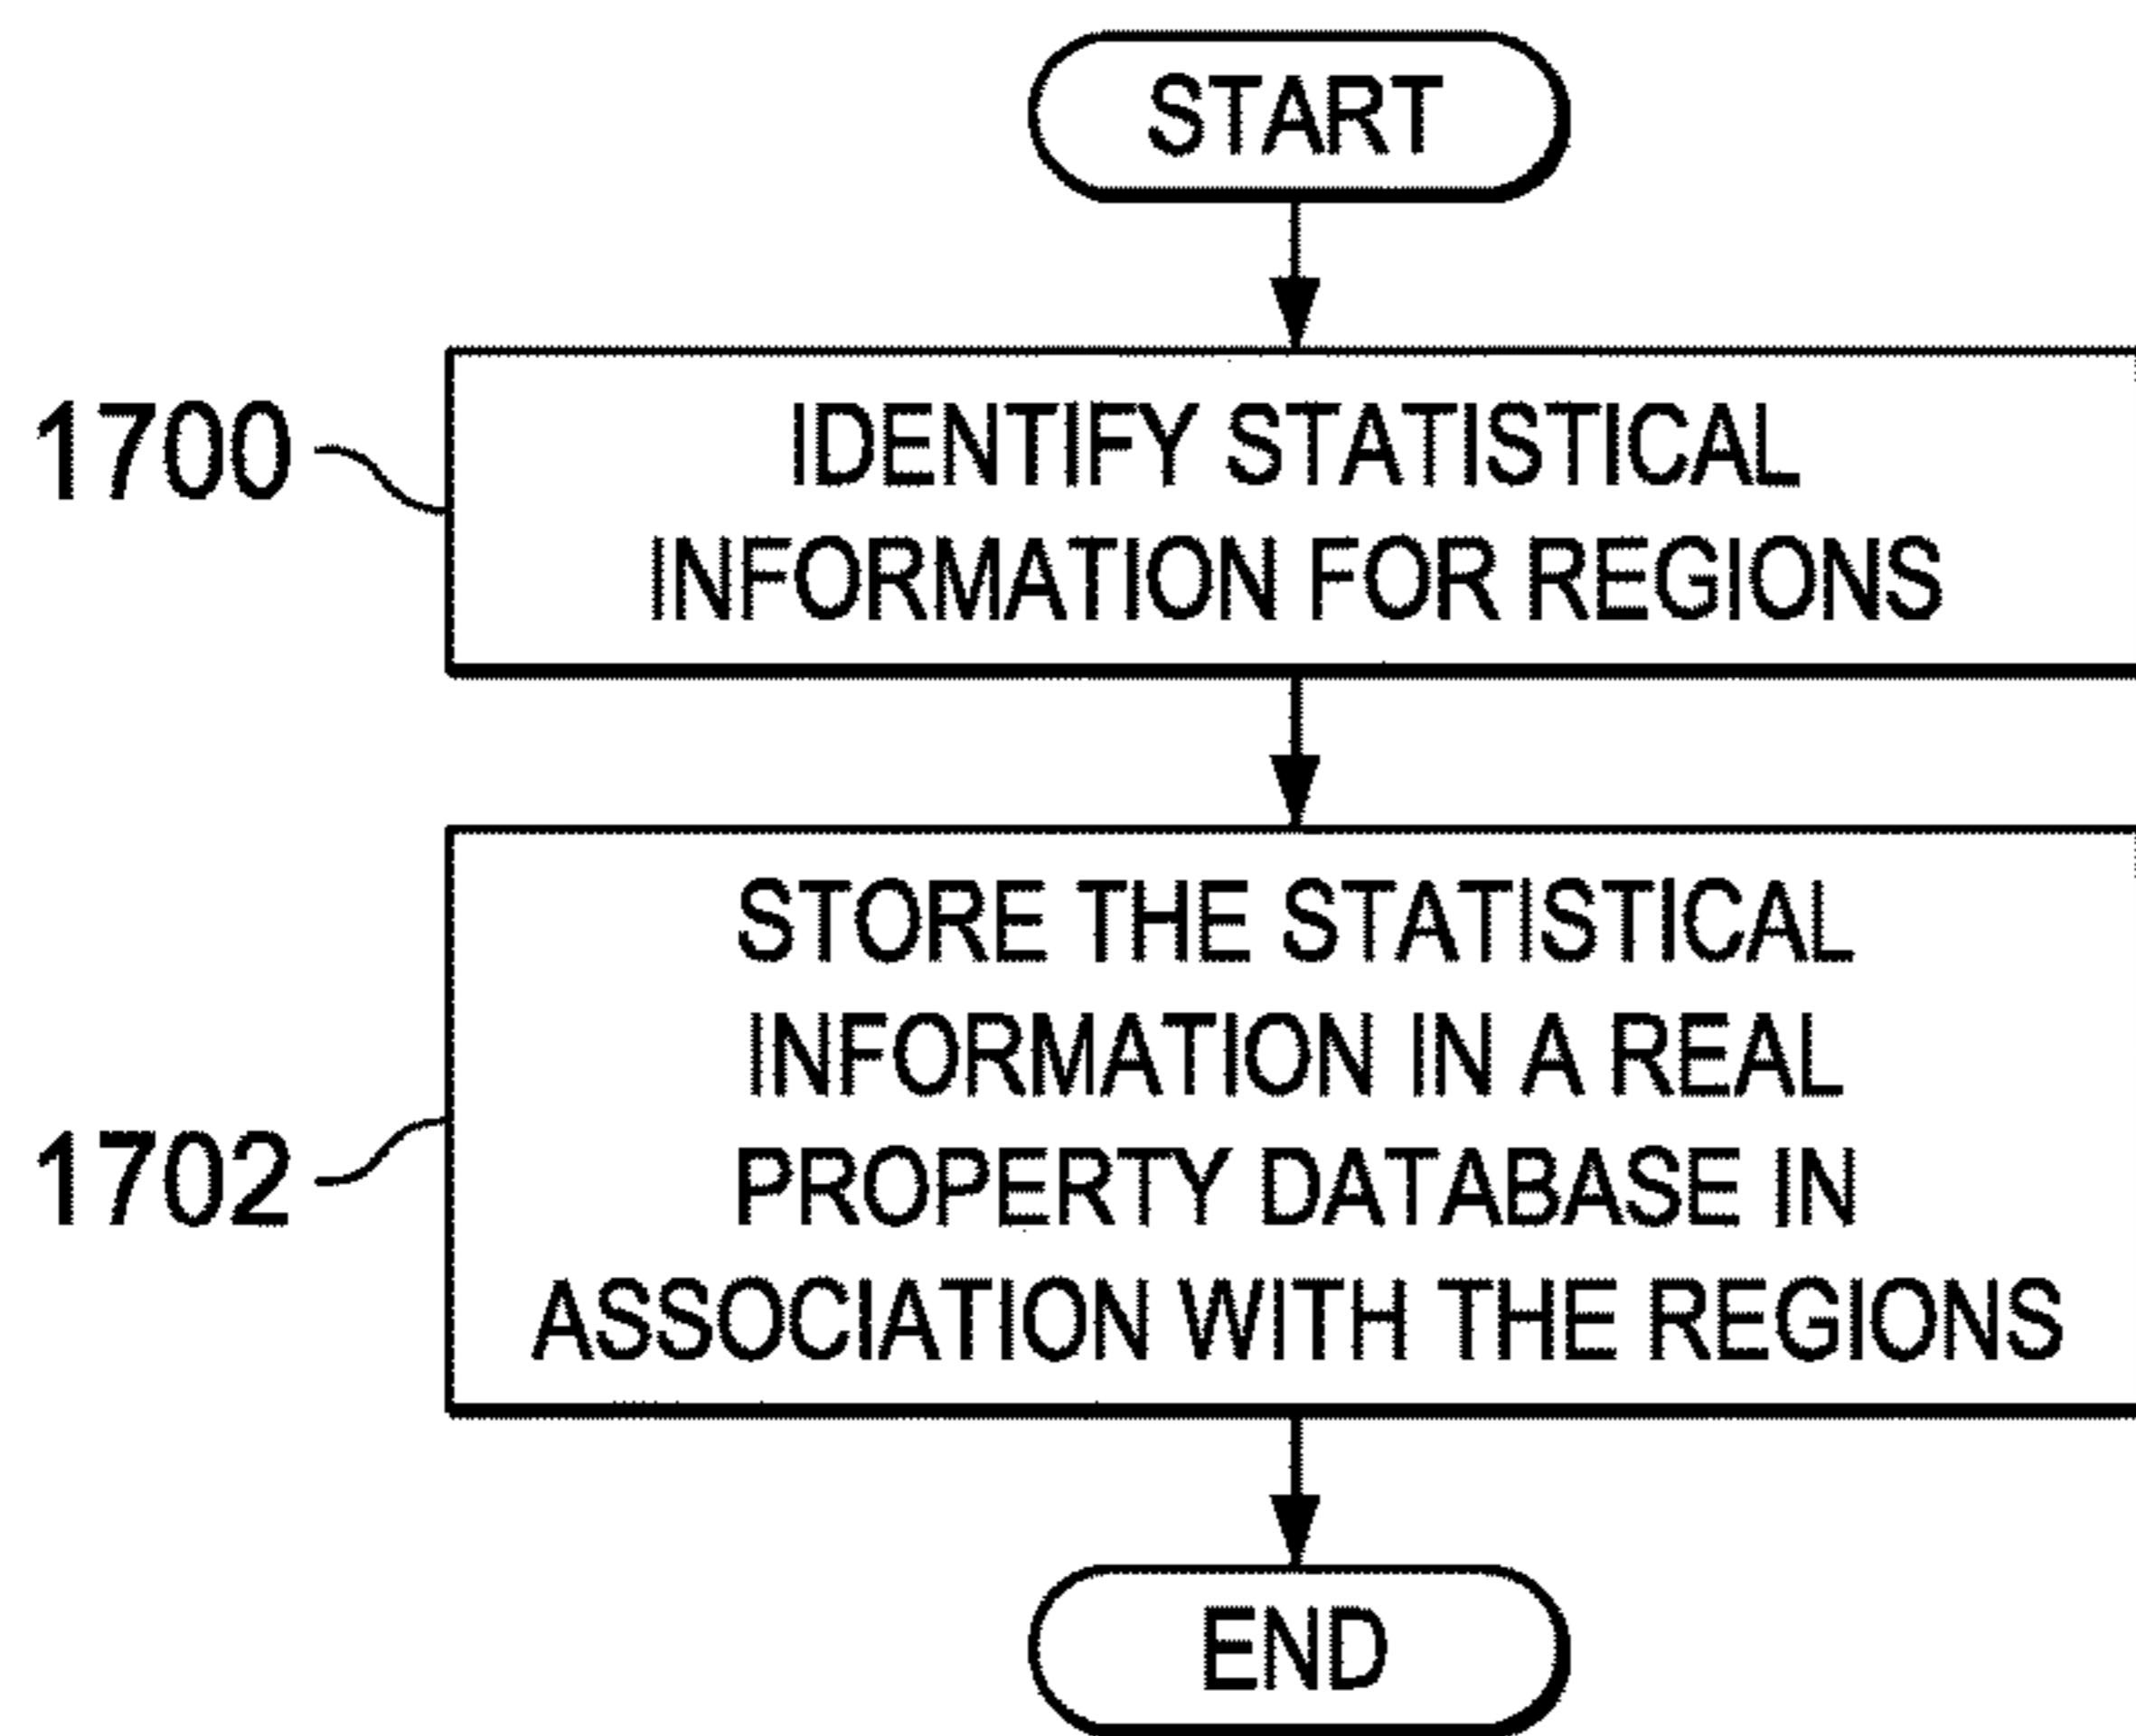 START
1700
IDENTIFY STATISTICAL
INFORMATION FOR REGIONS
1702
STORE THE STATISTICAL
INFORMATION IN A REAL
PROPERTY DATABASE IN
ASSOCIATION WITH THE REGIONS
END